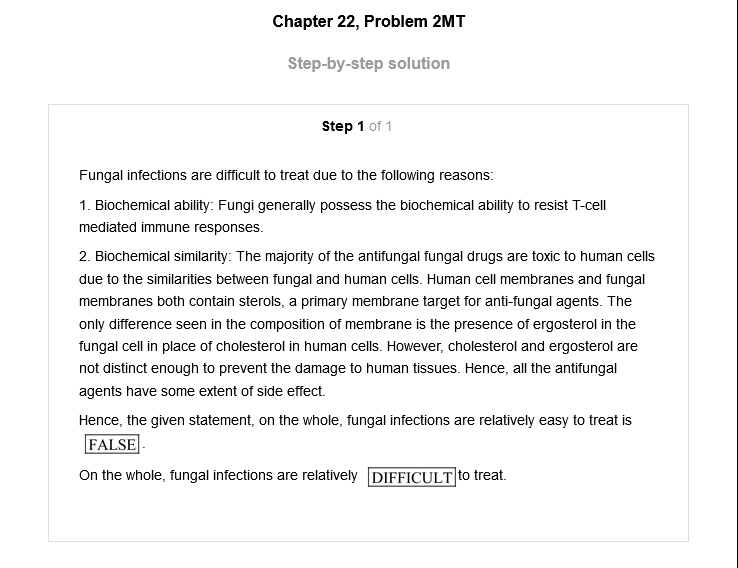 Chapter 22, Problem 2MT
Step-by-step solution
Step 1 of 1
Fungal infections are difficult to treat due to the following reasons:
1. Biochemical ability: Fungi generally possess the biochemical ability to resist T-cell
mediated immune responses.
2. Biochemical similarity: The majority of the antifungal fungal drugs are toxic to human cells
due to the similarities between fungal and human cells. Human cell membranes and fungal
membranes both contain sterols, a primary membrane target for anti-fungal agents. The
only difference seen in the composition of membrane is the presence of ergosterol in the
fungal cell in place of cholesterol in human cells. However, cholesterol and ergosterol are
not distinct enough to prevent the damage to human tissues. Hence, all the antifungal
agents have some extent of side effect.
Hence, the given statement, on the whole, fungal infections are relatively easy to treat is
FALSE.
On the whole, fungal infections are relatively DIFFICULT to treat.